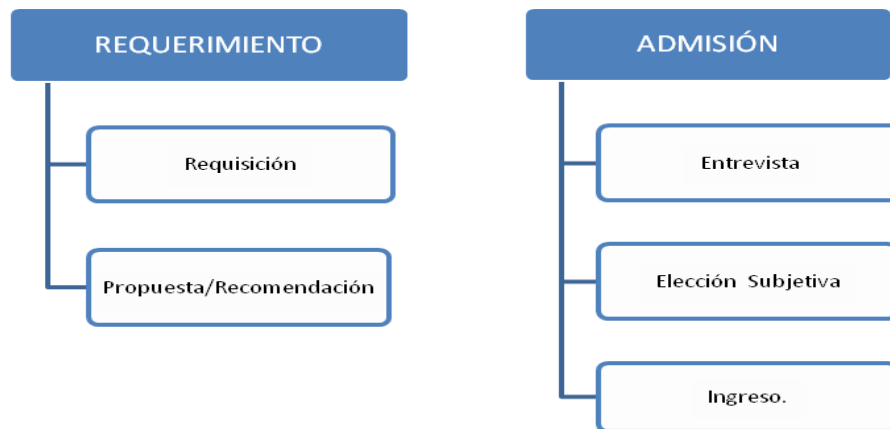 REQUERIMIENTO
Requisición
Propuesta/Recomendación
ADMISIÓN
Entrevista
Elección Subjetiva
Ingreso.